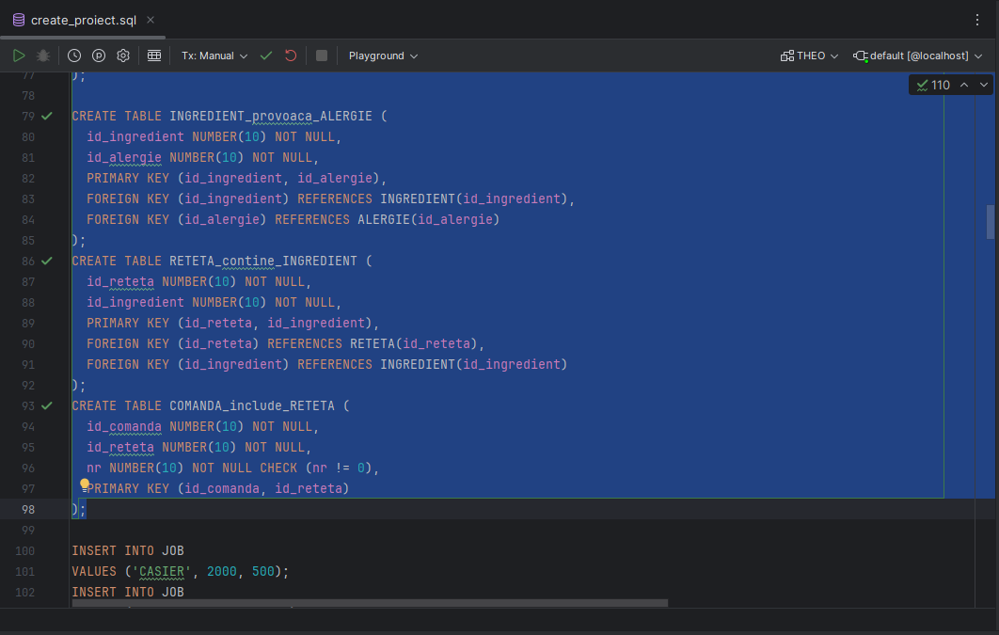 create_proiect.sql
Tx: Manual
Playground
THEO
default [@localhost]
110
77 );
78
79 CREATE TABLE INGREDIENT_provoaca_ALERGIE (
80 id_ingredient NUMBER(10) NOT NULL,
81 id_alergie NUMBER(10) NOT NULL,
82 PRIMARY KEY (id_ingredient, id_alergie),
83 FOREIGN KEY (id_ingredient) REFERENCES INGREDIENT(id_ingredient),
84 FOREIGN KEY (id_alergie) REFERENCES ALERGIE(id_alergie)
85 );
86 CREATE TABLE RETETA_contine_INGREDIENT (
87 id_reteta NUMBER(10) NOT NULL,
88 id_ingredient NUMBER(10) NOT NULL,
89 PRIMARY KEY (id_reteta, id_ingredient),
90 FOREIGN KEY (id_reteta) REFERENCES RETETA(id_reteta),
91 FOREIGN KEY (id_ingredient) REFERENCES INGREDIENT(id_ingredient)
92 );
93 CREATE TABLE COMANDA_include_RETETA (
94 id_comanda NUMBER(10) NOT NULL,
95 id_reteta NUMBER(10) NOT NULL,
96 nr NUMBER(10) NOT NULL CHECK (nr != 0),
97 PRIMARY KEY (id_comanda, id_reteta)
98 );
99
100 INSERT INTO JOB
101 VALUES ('CASIER', 2000, 500);
102 INSERT INTO JOB